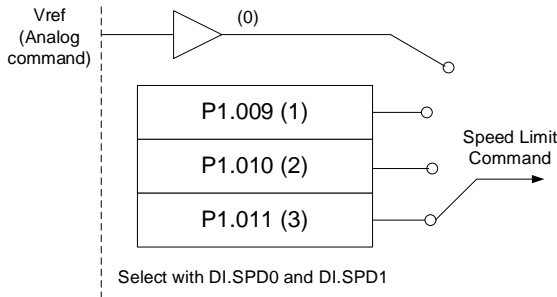 Vref
(Analog
command)
(0)
P1.009 (1)
P1.010 (2)
P1.011 (3)
Speed Limit
Command
Select with DI.SPD0 and DI.SPD1